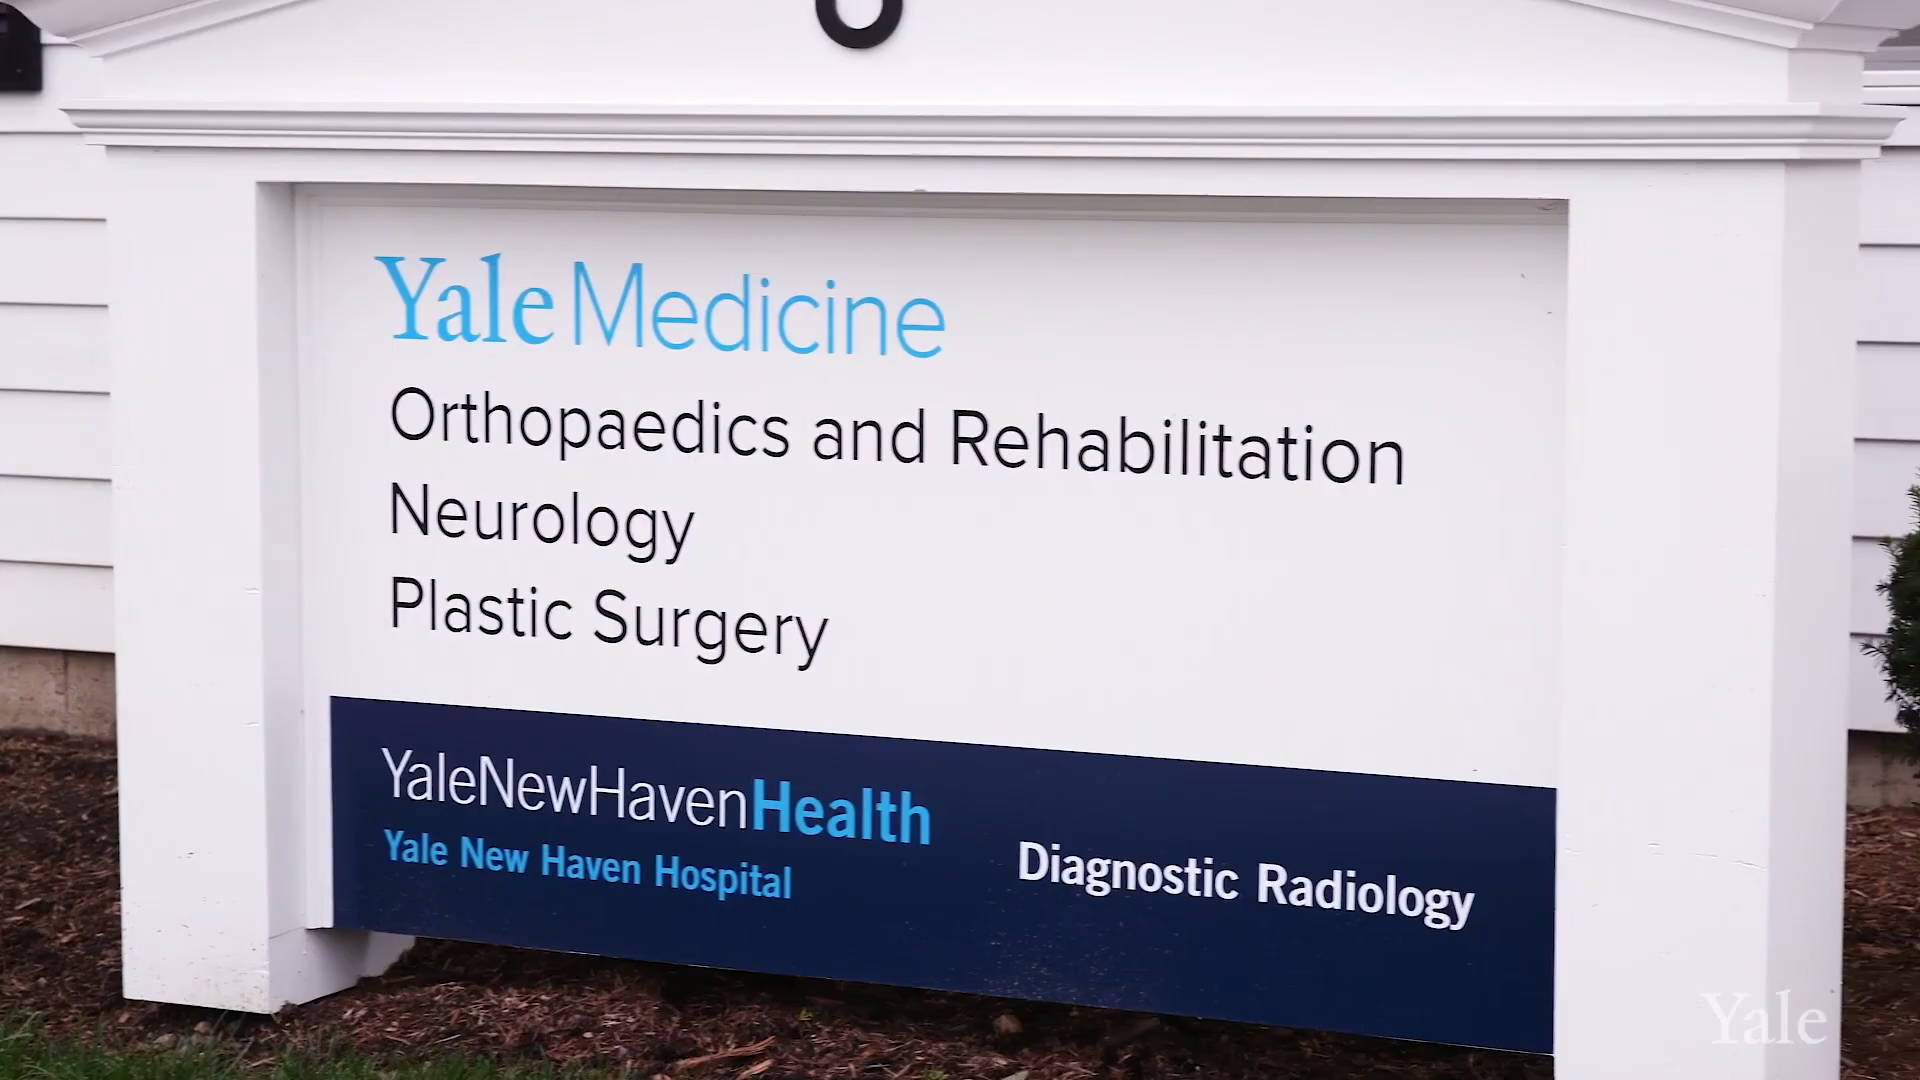 Yale Medicine
Orthopaedics and Rehabilitation
Neurology
Plastic Surgery
YaleNewHavenHealth
Yale New Haven Hospital
Diagnostic Radiology
Yale